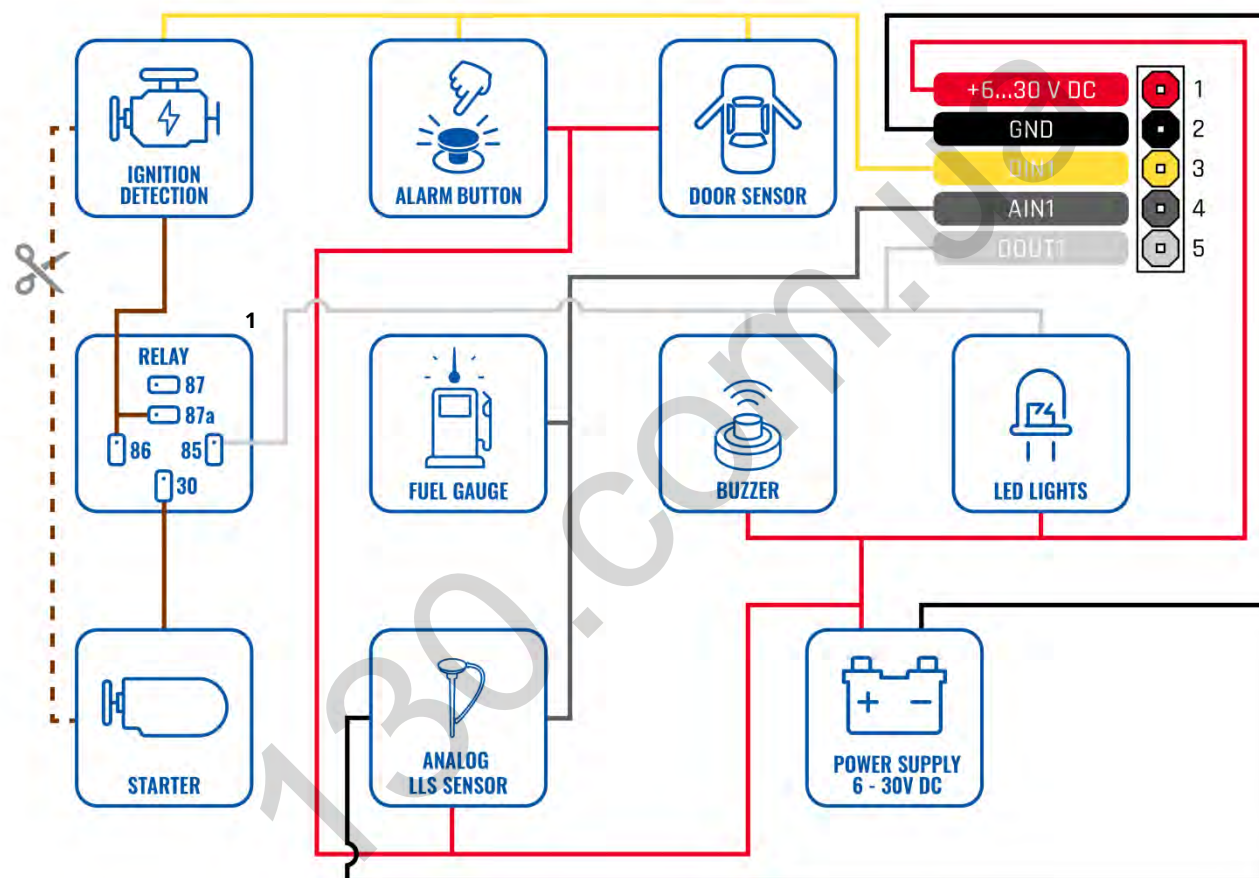 +6...30 V DC
1
GND
2
DIN1
3
AIN1
4
DOUT1
5
IGNITION
DETECTION
ALARM BUTTON
DOOR SENSOR
1
RELAY
87
87a
86
85
30
FUEL GAUGE
BUZZER
LED LIGHTS
STARTER
ANALOG
LLS SENSOR
POWER SUPPLY
6 - 30V DC
130.com.ua